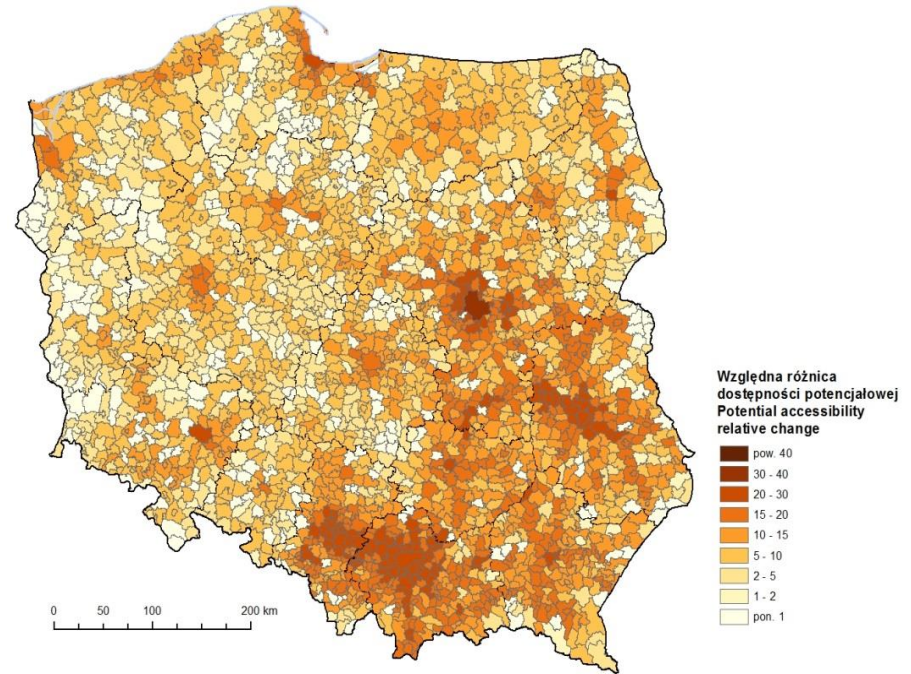 Względna różnica
dostępności potencjałowej
Potential accessibility
relative change
pow. 40
30 - 40
20 - 30
15 - 20
10 - 15
5 - 10
2 - 5
1 - 2
pon. 1
0 50 100 200 km